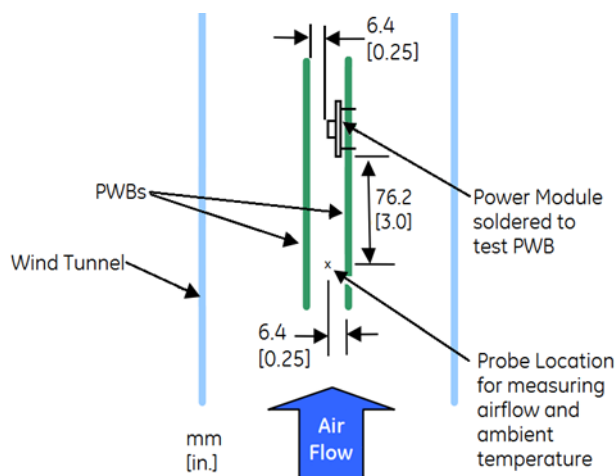 6.4
[0.25]
PWBs
76.2
[3.0]
Power Module
soldered to
test PWB
Wind Tunnel
x
6.4
[0.25]
Probe Location
for measuring
airflow and
ambient
temperature
Air
Flow
mm
[in.]